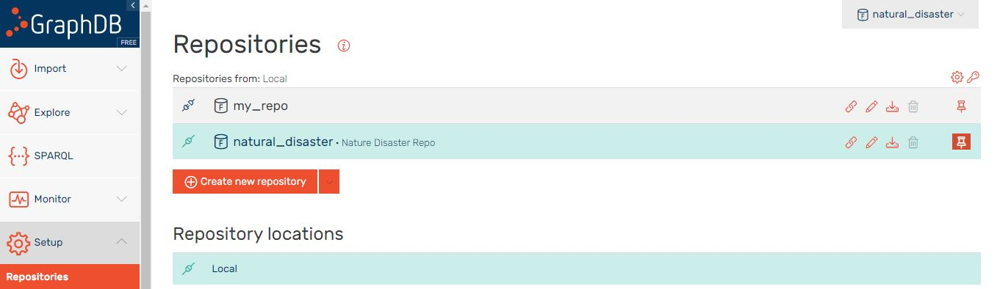 GraphDB
FREE
natural_disaster
Repositories
Import
Repositories from: Local
my_repo
Explore
natural_disaster · Nature Disaster Repo
SPARQL
Create new repository
Monitor
Repository locations
Setup
Local
Repositories